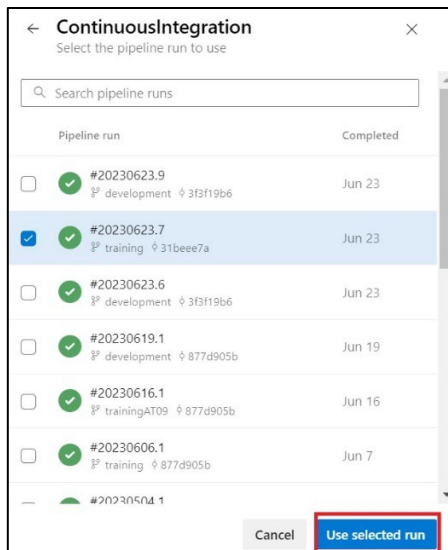 ContinuousIntegration
Select the pipeline run to use
Search pipeline runs
Pipeline run Completed
#20230623.9
development 3f3f19b6 Jun 23
#20230623.7
training 31beee7a Jun 23
#20230623.6
development 3f3f19b6 Jun 23
#20230619.1
development 877d905b Jun 19
#20230616.1
trainingAT09 877d905b Jun 16
#20230606.1
training 877d905b Jun 7
#20230504.1
Cancel Use selected run